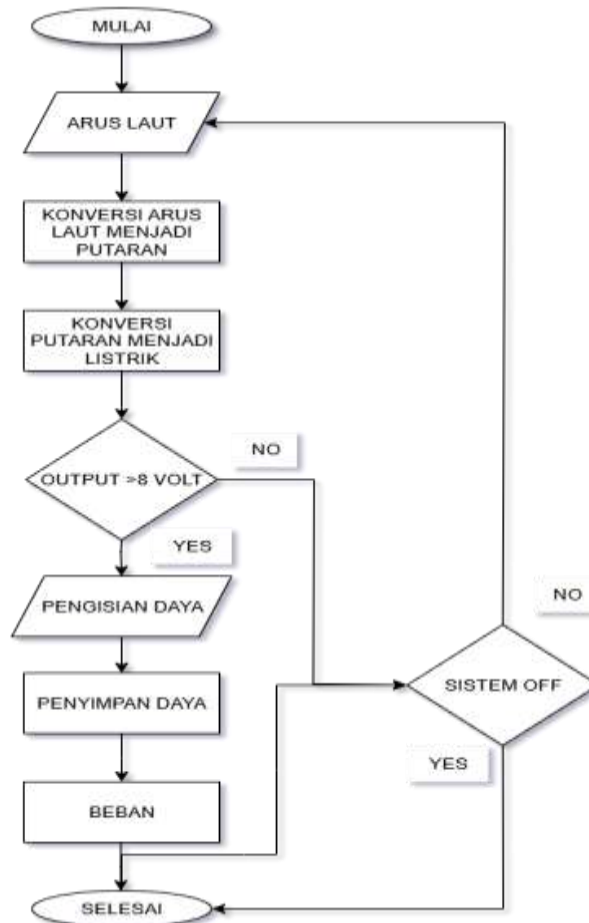 MULAI
ARUS LAUT
KONVERSI ARUS
LAUT MENJADI
PUTARAN
KONVERSI
PUTARAN MENJADI
LISTRIK
OUTPUT >8 VOLT
NO
YES
PENGISIAN DAYA
PENYIMPAN DAYA
BEBAN
SELESAI
SISTEM OFF
NO
YES